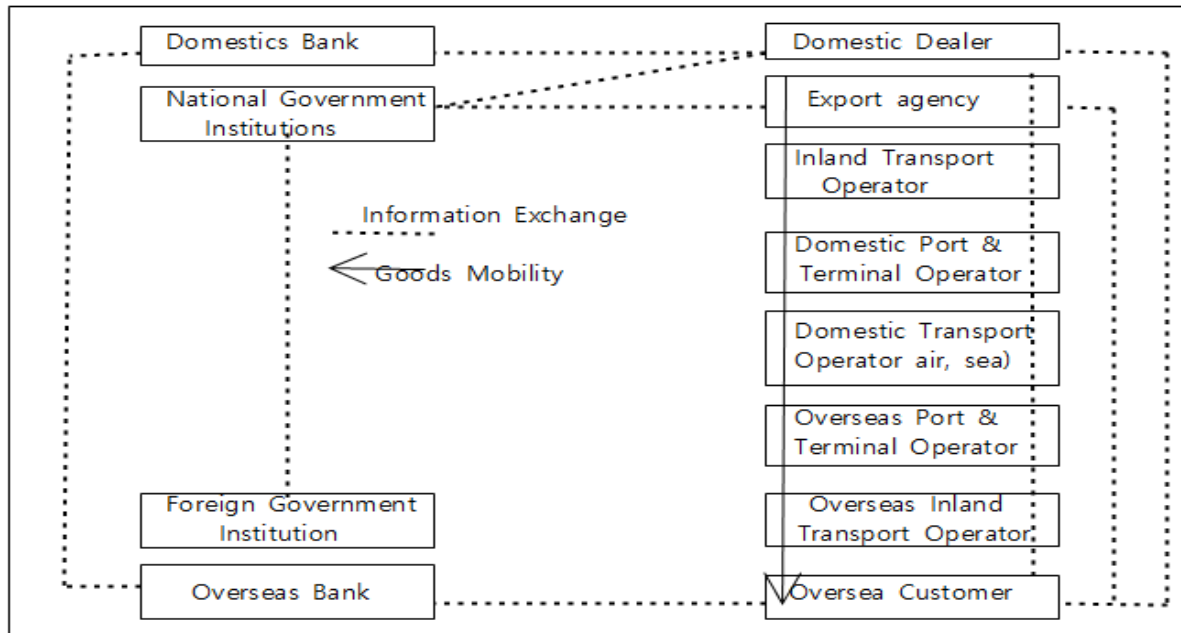 Domestics Bank
National Government
Institutions
Information Exchange
Goods Mobility
Foreign Government
Institution
Overseas Bank
Domestic Dealer
Export agency
Inland Transport
Operator
Domestic Port &
Terminal Operator
Domestic Transport
Operator air, sea)
Overseas Port &
Terminal Operator
Overseas Inland
Transport Operator
Oversea Customer